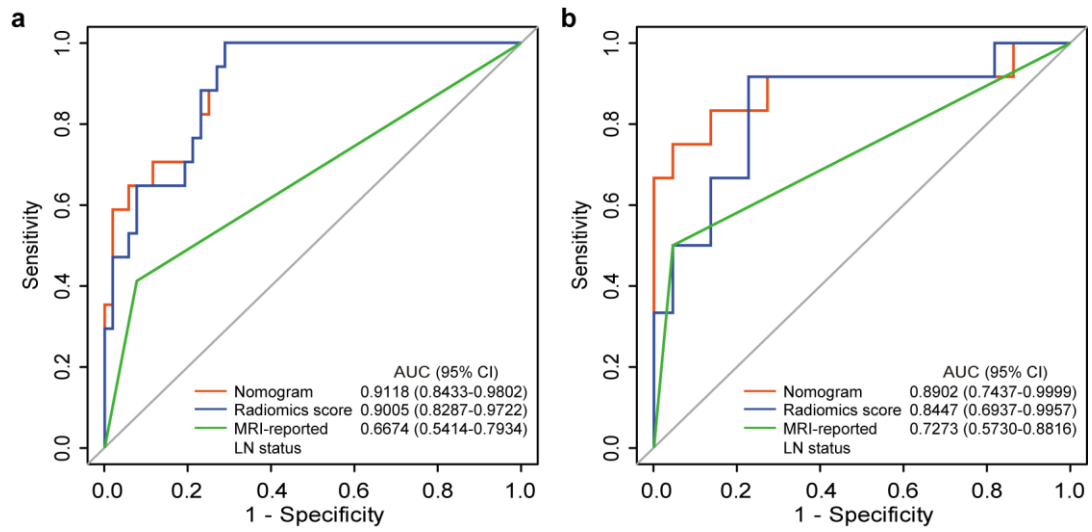 a
Sensitivity
1.0
0.8
0.6
0.4
0.2
0.0
AUC (95% CI)
Nomogram 0.9118 (0.8433-0.9802)
Radiomics score 0.9005 (0.8287-0.9722)
MRI-reported 0.6674 (0.5414-0.7934)
LN status
0.0 0.2 0.4 0.6 0.8 1.0
1 - Specificity
b
Sensitivity
1.0
0.8
0.6
0.4
0.2
0.0
AUC (95% CI)
Nomogram 0.8902 (0.7437-0.9999)
Radiomics score 0.8447 (0.6937-0.9957)
MRI-reported 0.7273 (0.5730-0.8816)
LN status
0.0 0.2 0.4 0.6 0.8 1.0
1 - Specificity